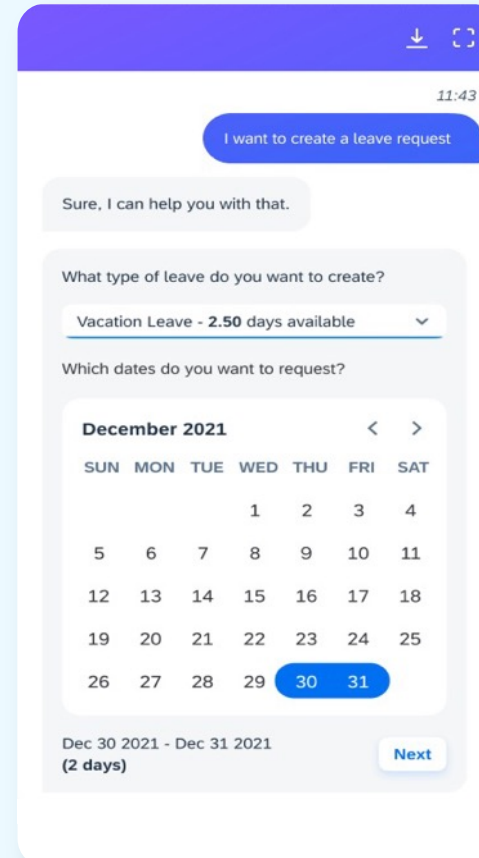 11:43
I want to create a leave request
Sure, I can help you with that.
What type of leave do you want to create?
Vacation Leave - 2.50 days available
Which dates do you want to request?
December 2021
SUN MON TUE WED THU FRI SAT
1 2 3 4
5 6 7 8 9 10 11
12 13 14 15 16 17 18
19 20 21 22 23 24 25
26 27 28 29 30 31
Dec 30 2021 - Dec 31 2021
(2 days)
Next